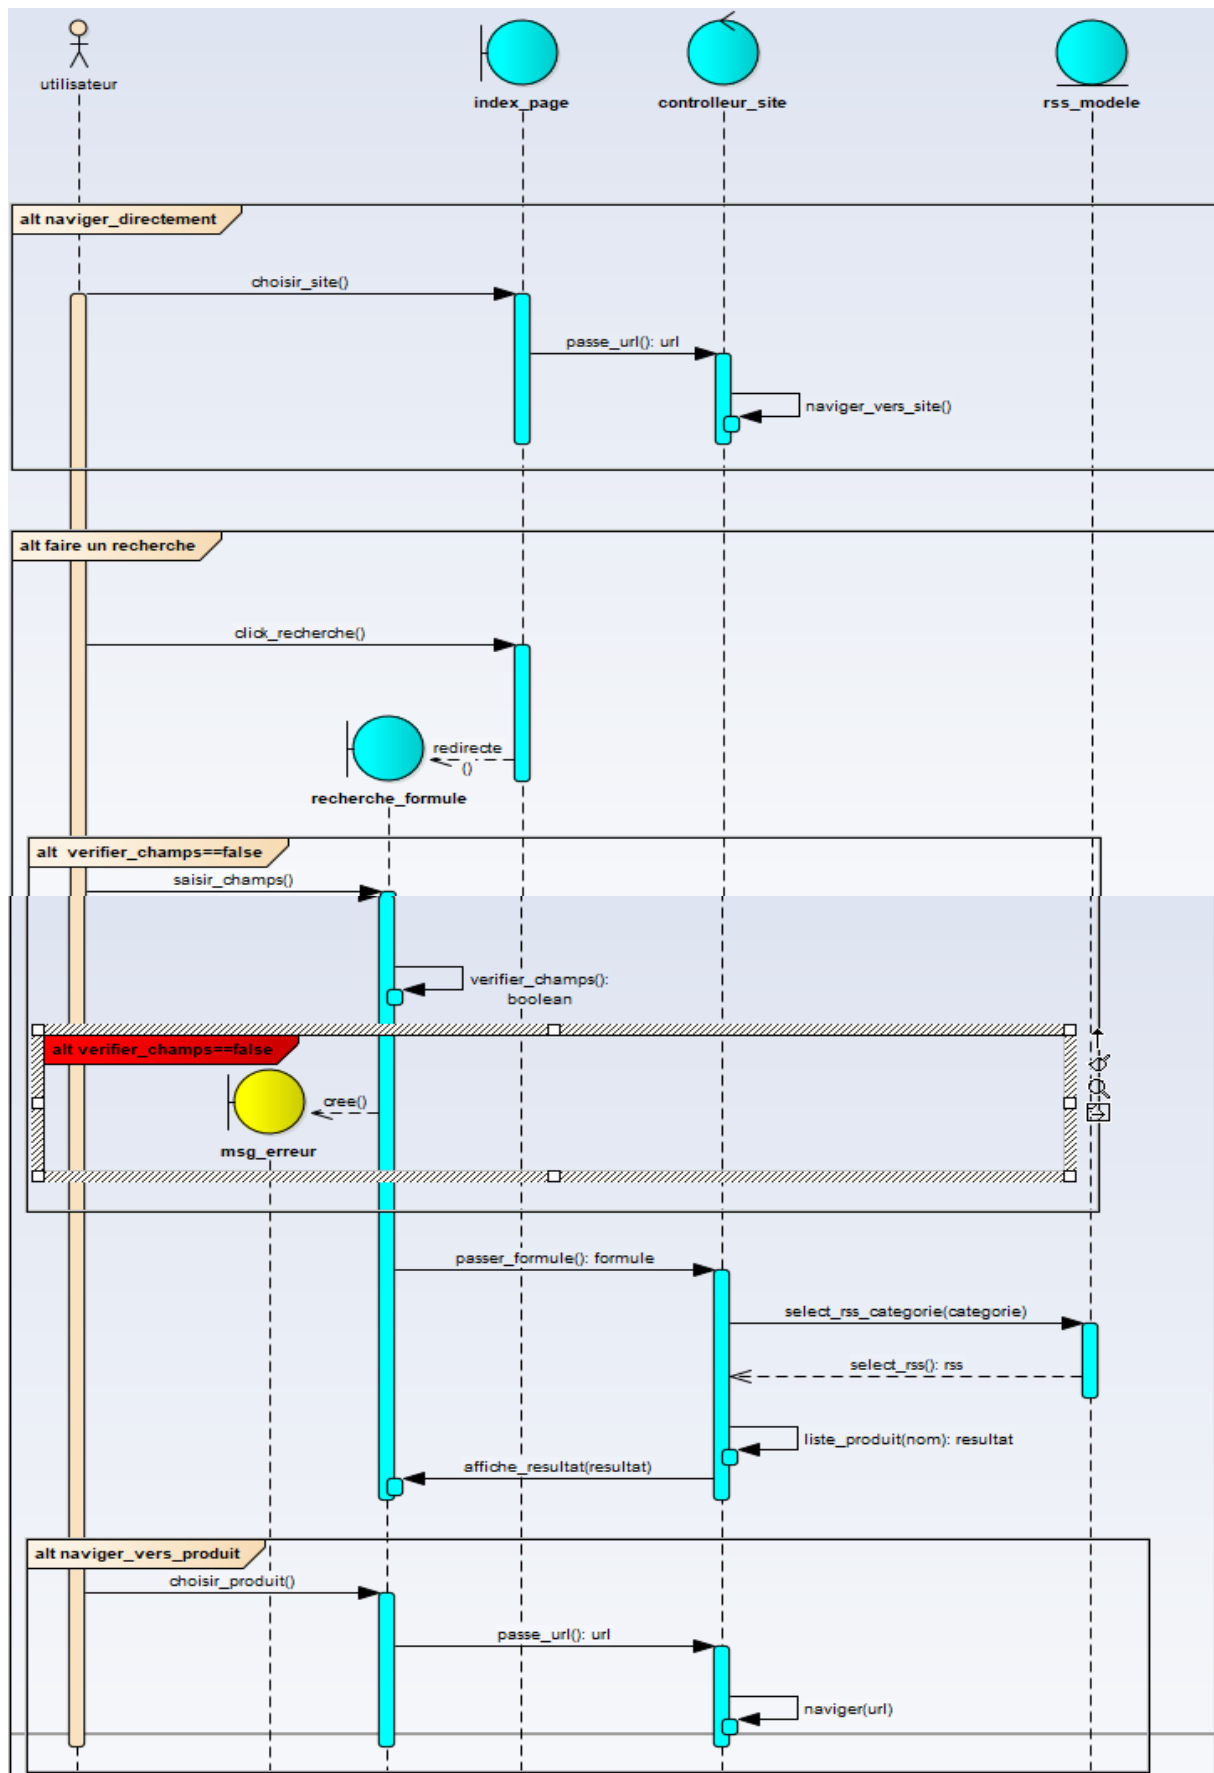 utilisateur
index_page
controlleur_site
rss_modele
alt naviger_directement
choisir_site()
passe_url(): url
naviger_vers_site()
alt faire un recherche
click_recherche()
redirecte
()
recherche_formule
alt verifier_champs==false
saisir_champs()
verifier_champs():
boolean
alt verifier_champs==false
cree()
msg_erreur
passer_formule(): formule
select_rss_categorie(categorie)
select_rss(): rss
liste_produit(nom): resultat
affiche_resultat(resultat)
alt naviger_vers_produit
choisir_produit()
passe_url(): url
naviger(url)